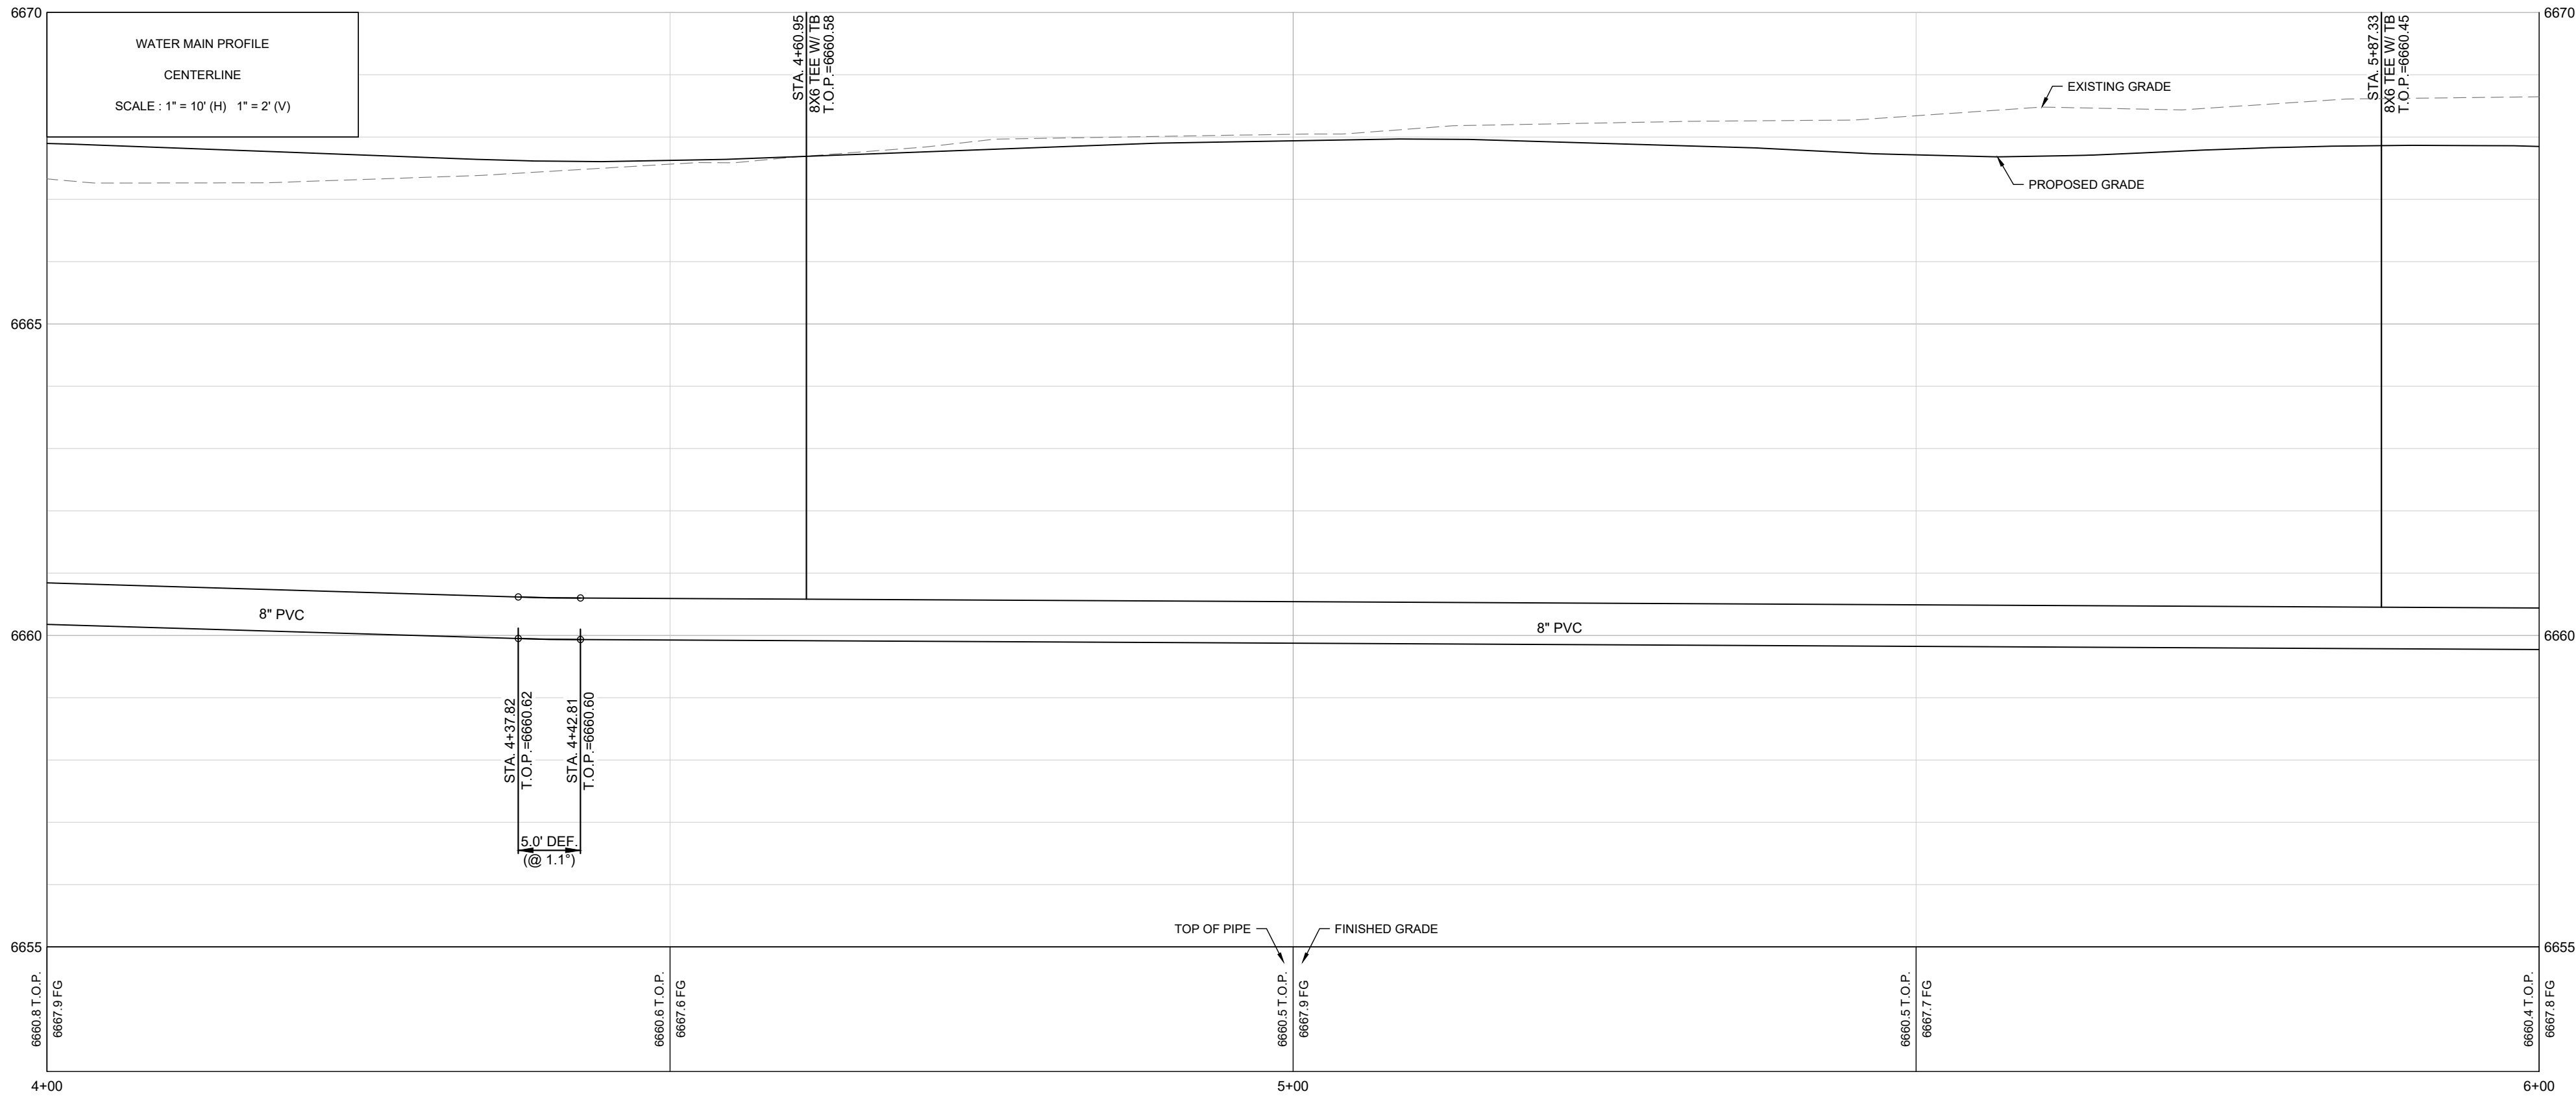 6670
6670
WATER MAIN PROFILE
CENTERLINE
SCALE : 1" = 10' (H) 1" = 2' (V)
STA. 4+60.95
8X6 TEE W/ TB
T.O.P.=6660.58
STA. 5+87.33
8X6 TEE W/ TB
T.O.P.=6660.45
EXISTING GRADE
PROPOSED GRADE
6665
8" PVC
8" PVC
6660
6660
STA. 4+37.82
T.O.P.=6660.62
STA. 4+42.81
T.O.P.=6660.60
5.0' DEF.
(@ 1.1°)
TOP OF PIPE
FINISHED GRADE
6655
6655
6660.8 T.O.P.
6667.9 FG
6660.6 T.O.P.
6667.6 FG
6660.5 T.O.P.
6667.9 FG
6660.5 T.O.P.
6667.7 FG
6660.4 T.O.P.
6667.8 FG
4+00
5+00
6+00